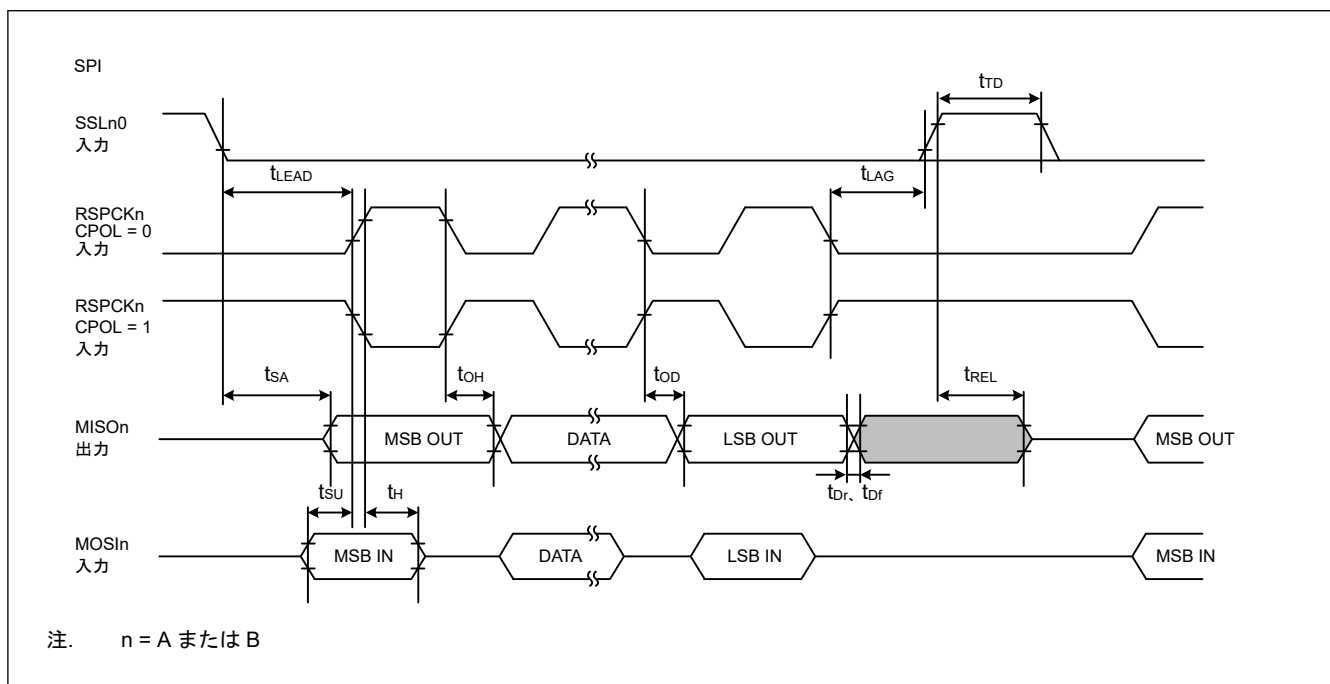 SPI
tTD
SSLn0
入力
tLEAD
tLAG
RSPCKn
CPOL = 0
入力
RSPCKn
CPOL = 1
入力
tSA
tOH
tOD
tREL
MISOn
出力
MSB OUT
DATA
LSB OUT
MSB OUT
tSU
tH
tDr、tDf
MOSIn
入力
MSB IN
DATA
LSB IN
MSB IN
注. n = A または B